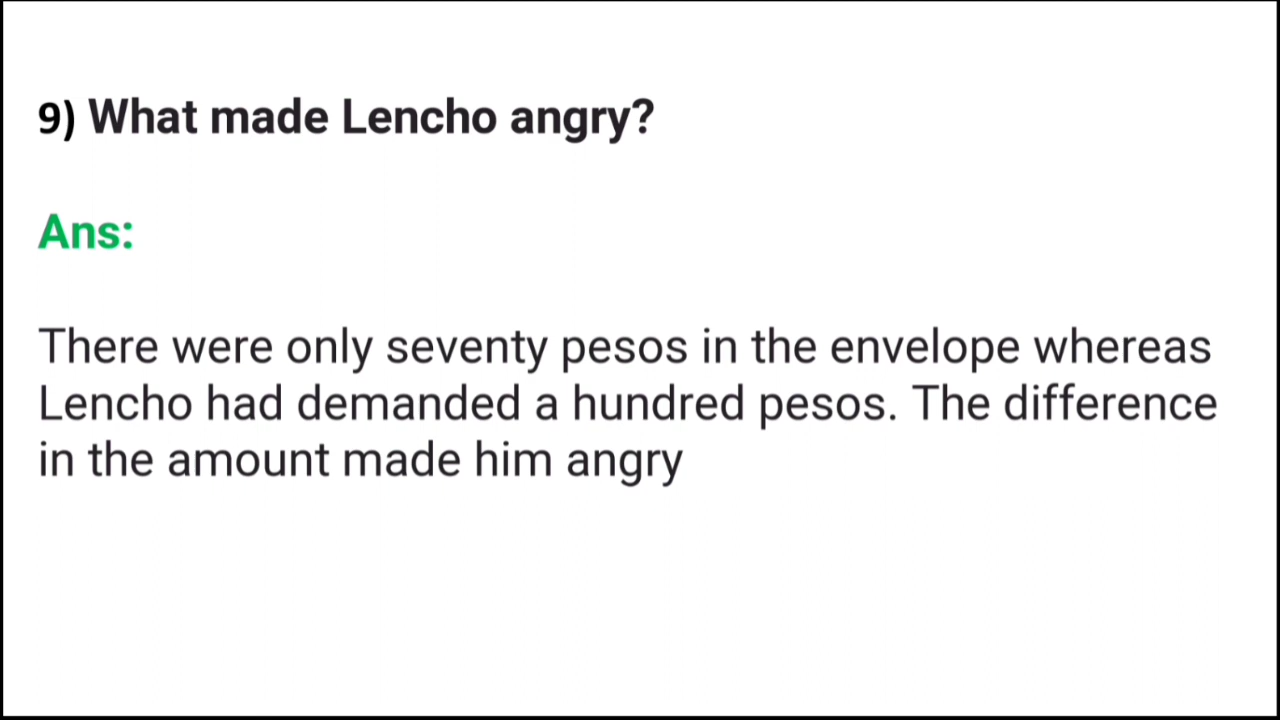 9) What made Lencho angry?
Ans:
There were only seventy pesos in the envelope whereas
Lencho had demanded a hundred pesos. The difference
in the amount made him angry